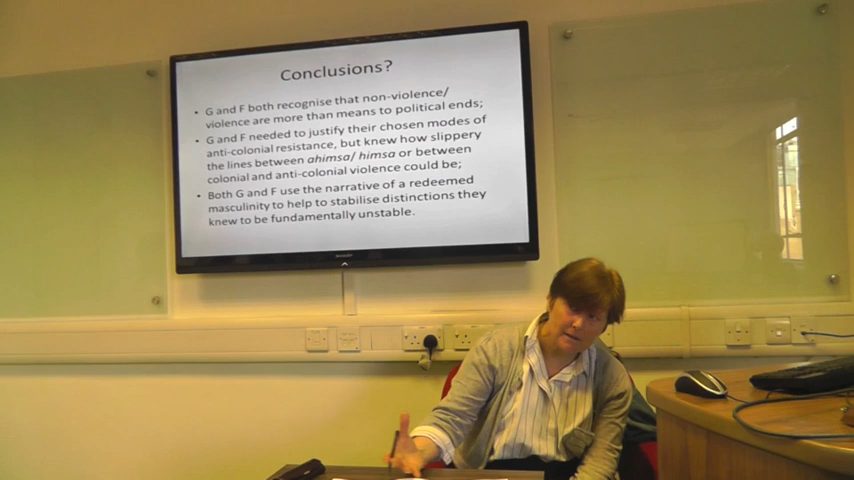 Conclusions?
• G and F both recognise that non-violence/
violence are more than means to political ends;
• G and F needed to justify their chosen modes of
anti-colonial resistance, but knew how slippery
the lines between ahimsa/ himsa or between
colonial and anti-colonial violence could be;
• Both G and F use the narrative of a redeemed
masculinity to help to stabilise distinctions they
knew to be fundamentally unstable.
SHARP